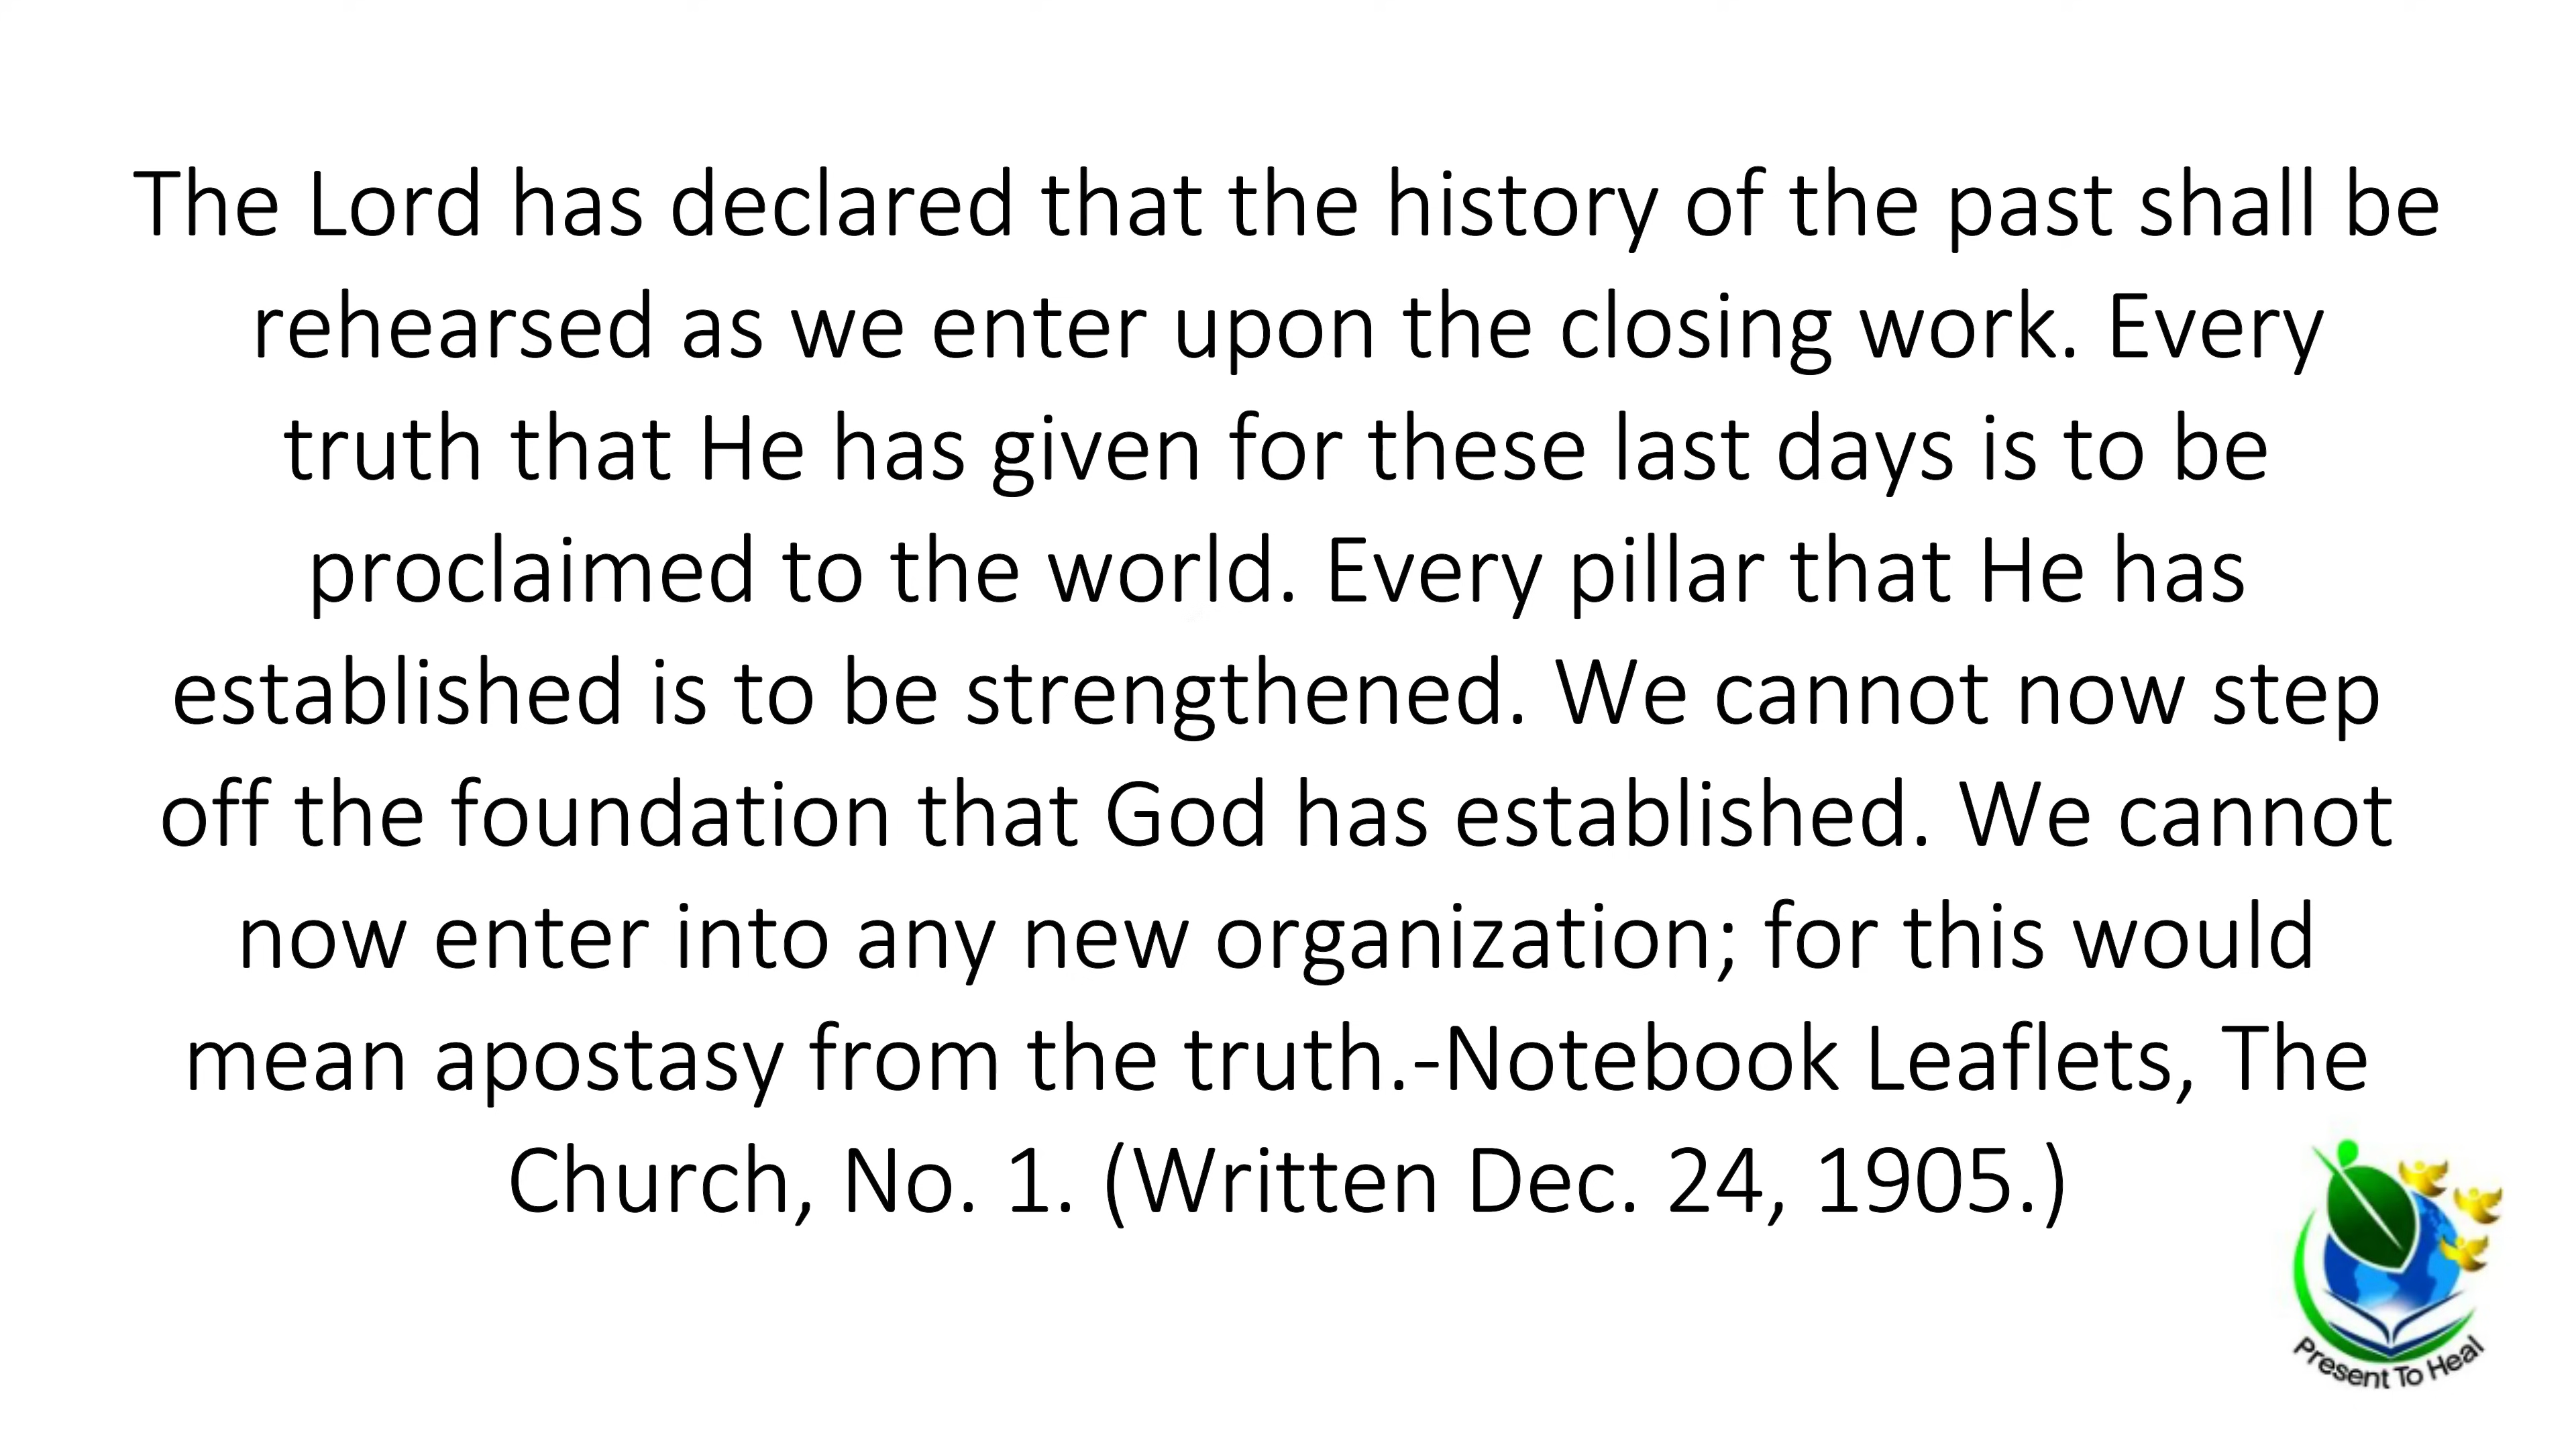 The Lord has declared that the history of the past shall be
rehearsed as we enter upon the closing work. Every
truth that He has given for these last days is to be
proclaimed to the world. Every pillar that He has
established is to be strengthened. We cannot now step
off the foundation that God has established. We cannot
now enter into any new organization; for this would
mean apostasy from the truth.-Notebook Leaflets, The
Church, No. 1. (Written Dec. 24, 1905.)
Present To Heal